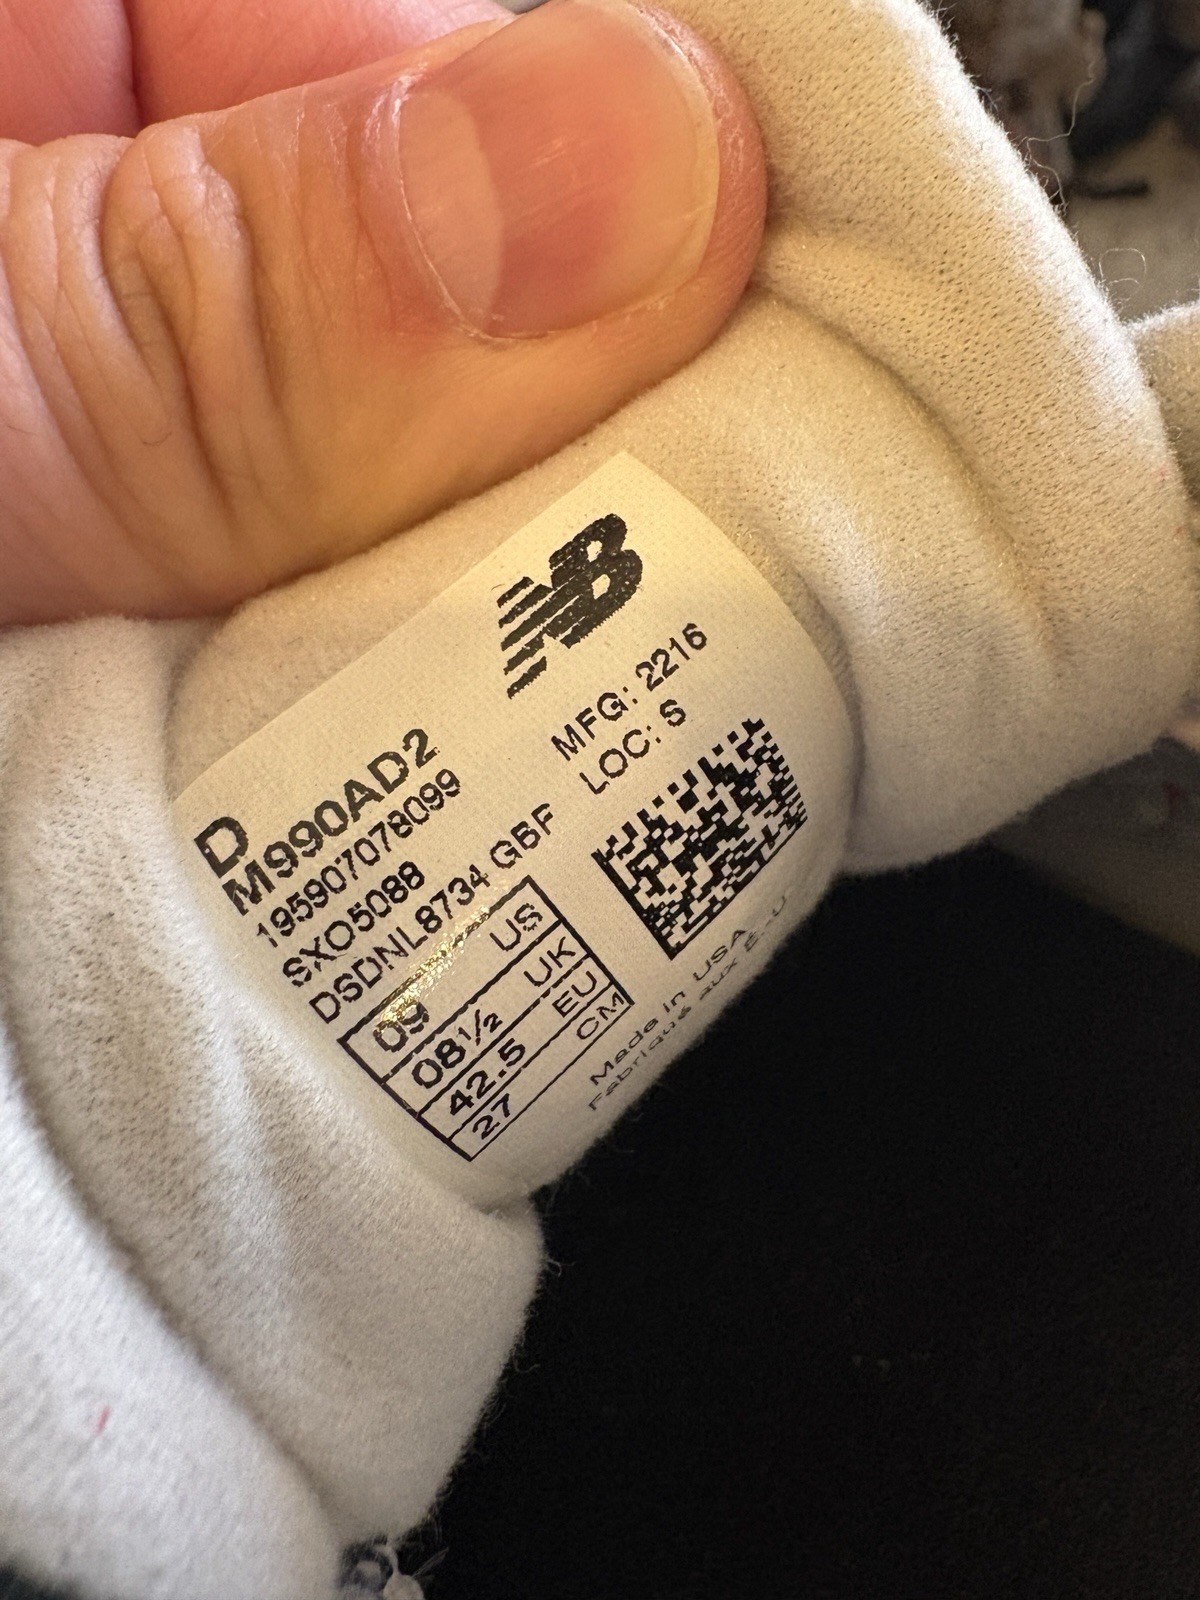 NB
MFG: 2216
LOC: S
D
M990AD2
195907078099
SXO5088
DSDNL8734 GBF
09 US
08½ UK
42.5 EU
27 CM
Made in USA
Fabriqué aux É.-U